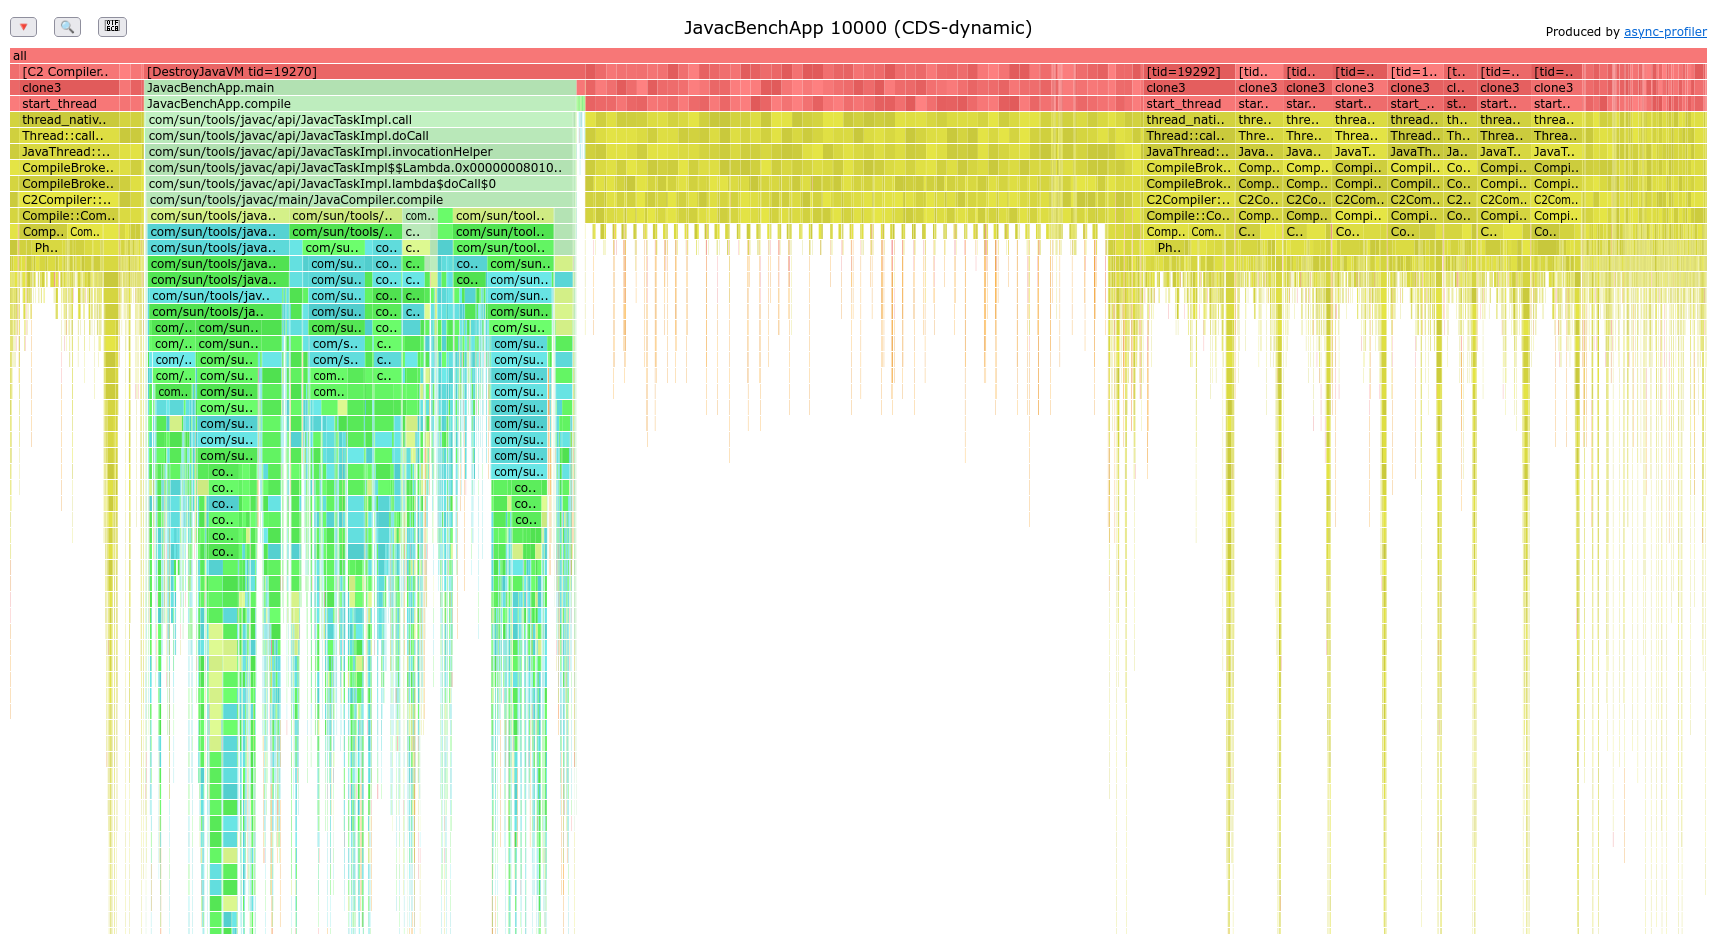 JavacBenchApp 10000 (CDS-dynamic)
Produced by async-profiler
all
[C2 Compiler.. [DestroyJavaVM tid=19270] [tid=19292] [tid.. [tid.. [tid=.. [tid=1.. [t.. [tid=.. [tid=..
clone3 JavacBenchApp.main clone3 clone3 clone3 clone3 clone3 cl.. clone3 clone3
start_thread JavacBenchApp.compile start_thread star.. star.. start.. start_.. st.. start.. start..
thread_nativ.. com/sun/tools/javac/api/JavacTaskImpl.call thread_nati.. thre.. thre.. threa.. thread.. th.. threa.. threa..
Thread::call.. com/sun/tools/javac/api/JavacTaskImpl.doCall Thread::cal.. Thre.. Thre.. Threa.. Thread.. Th.. Threa.. Threa..
JavaThread::.. com/sun/tools/javac/api/JavacTaskImpl.invocationHelper JavaThread:.. Java.. Java.. JavaT.. JavaTh.. Ja.. JavaT.. JavaT..
CompileBroke.. com/sun/tools/javac/api/JavacTaskImpl$$Lambda.0x00000008010.. CompileBrok.. Comp.. Comp.. Compi.. Compil.. Co.. Compi.. Compi..
CompileBroke.. com/sun/tools/javac/api/JavacTaskImpl.lambda$doCall$0 CompileBrok.. Comp.. Comp.. Compi.. Compil.. Co.. Compi.. Compi..
C2Compiler::.. com/sun/tools/javac/main/JavaCompiler.compile C2Compiler:.. C2Co.. C2Co.. C2Com.. C2Com.. C2.. C2Com.. C2Com..
Compile::Com.. com/sun/tools/java.. com/sun/tools/.. com.. com/sun/tool.. Compile::Co.. Comp.. Comp.. Compi.. Compil.. Co.. Compi.. Compi..
Comp.. Com.. com/sun/tools/java.. com/sun/tools/.. c.. com/sun/tool.. Comp.. Com.. C.. C.. Co.. Co.. C.. Co..
Ph.. com/sun/tools/java.. com/su.. co.. c.. com/sun/tool.. Ph..
com/sun/tools/java.. com/su.. co.. c.. co.. com/sun..
com/sun/tools/java.. com/su.. co.. c.. co.. com/sun..
com/sun/tools/jav.. com/su.. co.. c.. com/sun..
com/sun/tools/ja.. com/su.. co.. c.. com/sun..
com/.. com/sun.. com/su.. co.. com/su..
com/.. com/sun.. com/s.. c.. com/su..
com/.. com/su.. com/s.. c.. com/su..
com/.. com/su.. com.. c.. com/su..
com.. com/su.. com.. com/su..
com/su.. com/su..
com/su.. com/su..
com/su.. com/su..
com/su.. com/su..
co.. com/su..
co.. co..
co.. co..
co.. co..
co..
co..